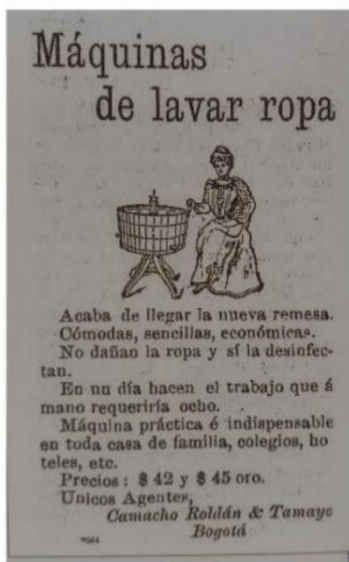 Máquinas
de lavar ropa
Acaba de llegar la nueva remesa.
Cómodas, sencillas, económicas.
No dañan la ropa y sí la desinfec-
tan.
En un día hacen el trabajo que á
mano requeriría ocho.
Máquina práctica é indispensable
en toda casa de familia, colegios, ho
teles, etc.
Precios: $ 42 y $ 45 oro.
Unicos Agentes,
Camacho Roldán & Tamayo
Bogotá